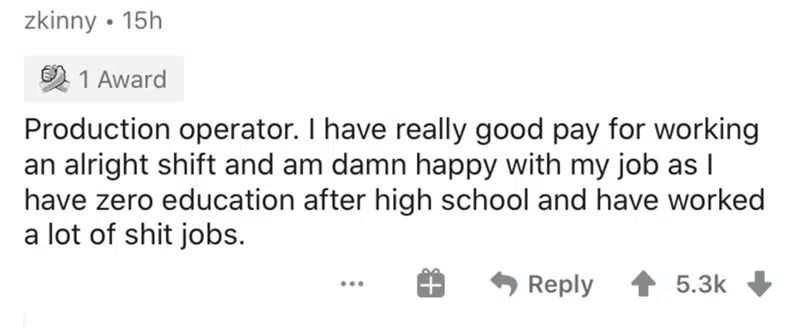 zkinny • 15h
1 Award
Production operator. I have really good pay for working
an alright shift and am damn happy with my job as I
have zero education after high school and have worked
a lot of shit jobs.
... Reply 5.3k